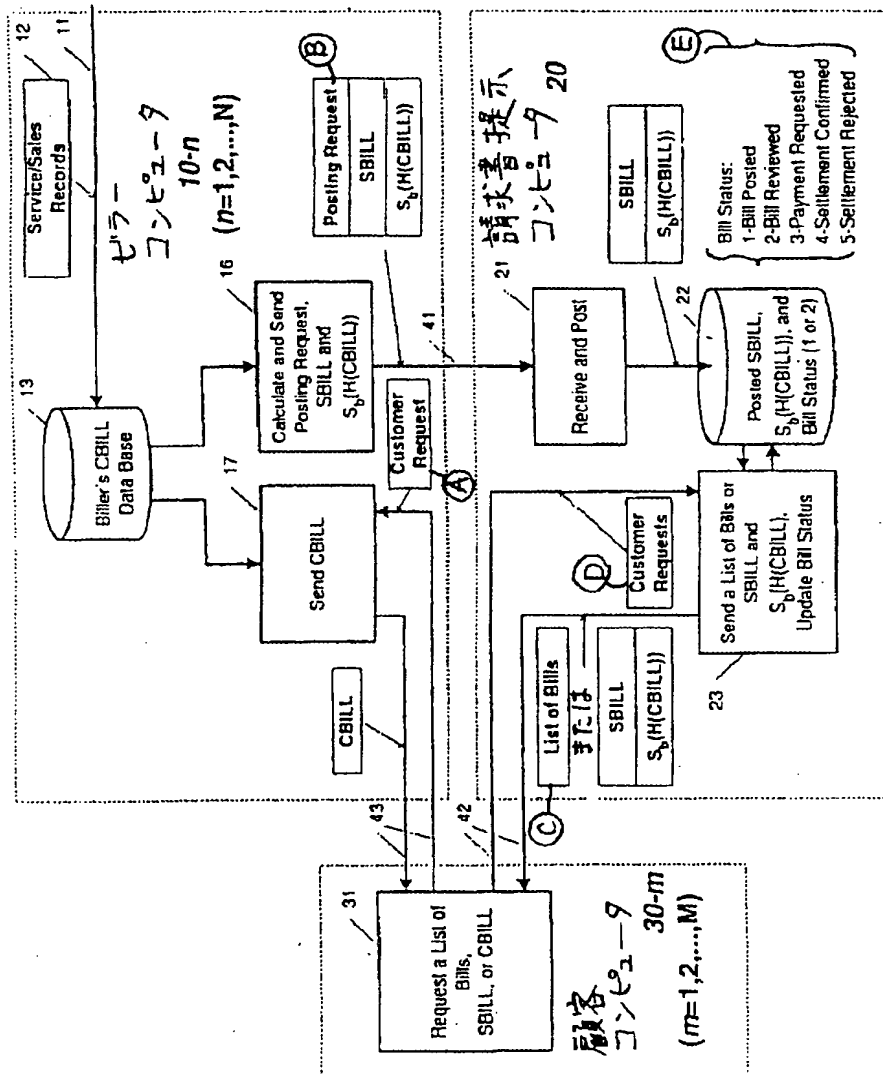 12
11
Service/Sales
Records
ビラー
コンピュータ
10-n
(n=1,2,...,N)
13
Biller's CBILL
Data Base
16
Calculate and Send
Posting Request,
SBILL and
S_b(H(CBILL))
Posting Request
B
SBILL
S_b(H(CBILL))
17
Send CBILL
Customer
Request
A
41
CBILL
43
42
請求書提示
コンピュータ
20
21
Receive and Post
SBILL
S_b(H(CBILL))
E
Bill Status:
1-Bill Posted
2-Bill Reviewed
3-Payment Requested
4-Settlement Confirmed
5-Settlement Rejected
22
Posted SBILL,
S_b(H(CBILL)), and
Bill Status (1 or 2)
D
Customer
Requests
Send a List of Bills or
SBILL and
S_b(H(CBILL),
Update Bill Status
23
C
List of Bills
または
SBILL
S_b(H(CBILL))
31
Request a List of
Bills,
SBILL, or CBILL
顧客
コンピュータ
30-m
(m=1,2,...,M)